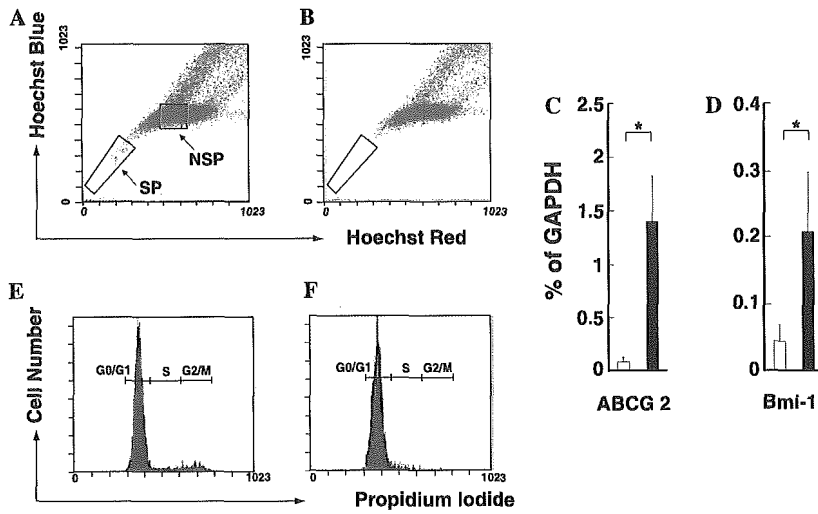 A
Hoechst Blue
1023
0
SP
NSP
0
1023
B
1023
0
0
1023
Hoechst Red
C
% of GAPDH
2.5
2
1.5
1
0.5
0
*
ABCG 2
D
0.4
0.3
0.2
0.1
0
*
Bmi-1
E
Cell Number
G0/G1
S
G2/M
1023
F
G0/G1
S
G2/M
1023
Propidium Iodide